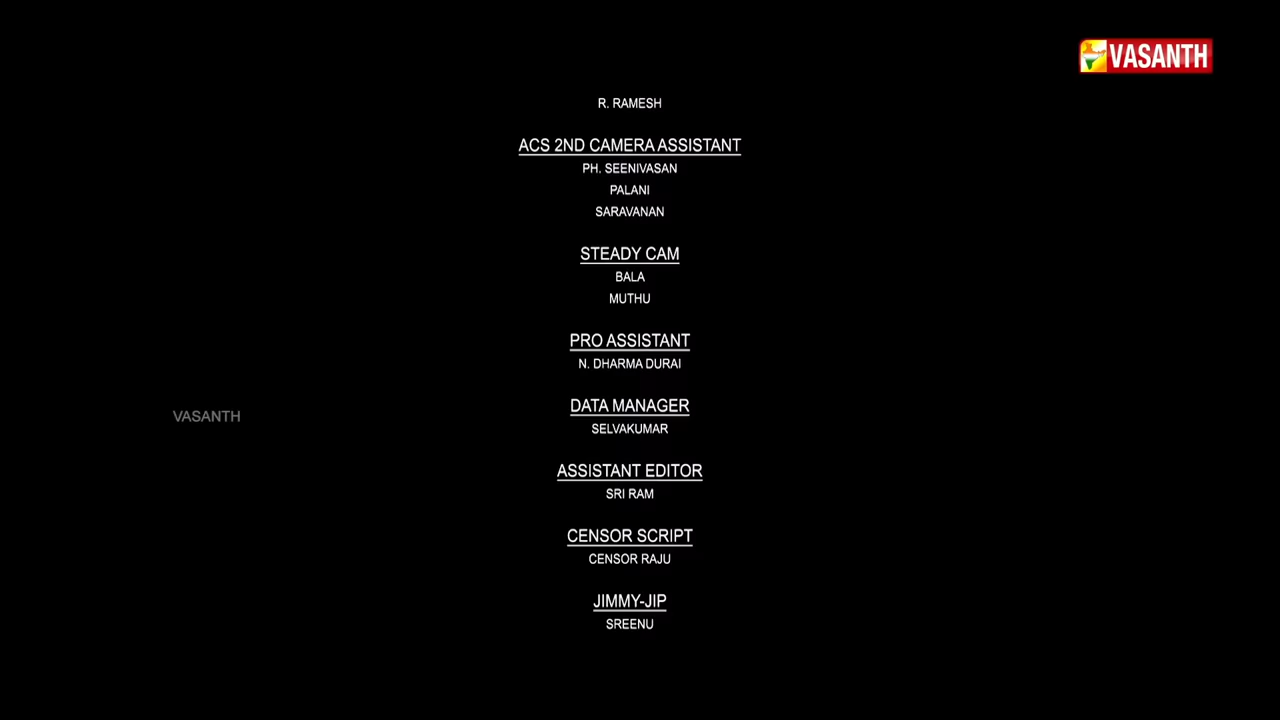 VASANTH
R. RAMESH
ACS 2ND CAMERA ASSISTANT
PH. SEENIVASAN
PALANI
SARAVANAN
STEADY CAM
BALA
MUTHU
PRO ASSISTANT
N. DHARMA DURAI
DATA MANAGER
SELVAKUMAR
VASANTH
ASSISTANT EDITOR
SRI RAM
CENSOR SCRIPT
CENSOR RAJU
JIMMY-JIP
SREENU